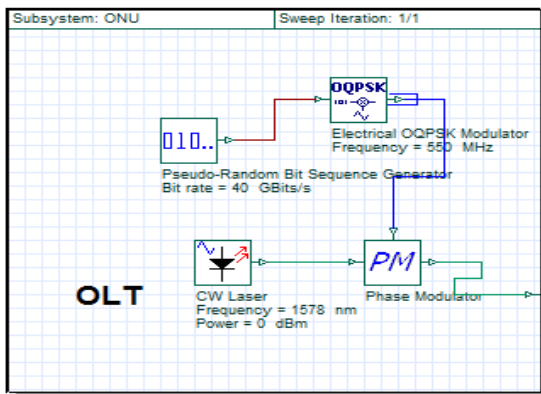 Subsystem: ONU
Sweep Iteration: 1/1
OQPSK
101
Electrical OQPSK Modulator
Frequency = 550 MHz
010..
Pseudo-Random Bit Sequence Generator
Bit rate = 40 GBits/s
PM
OLT
CW Laser
Frequency = 1578 nm
Power = 0 dBm
Phase Modulator